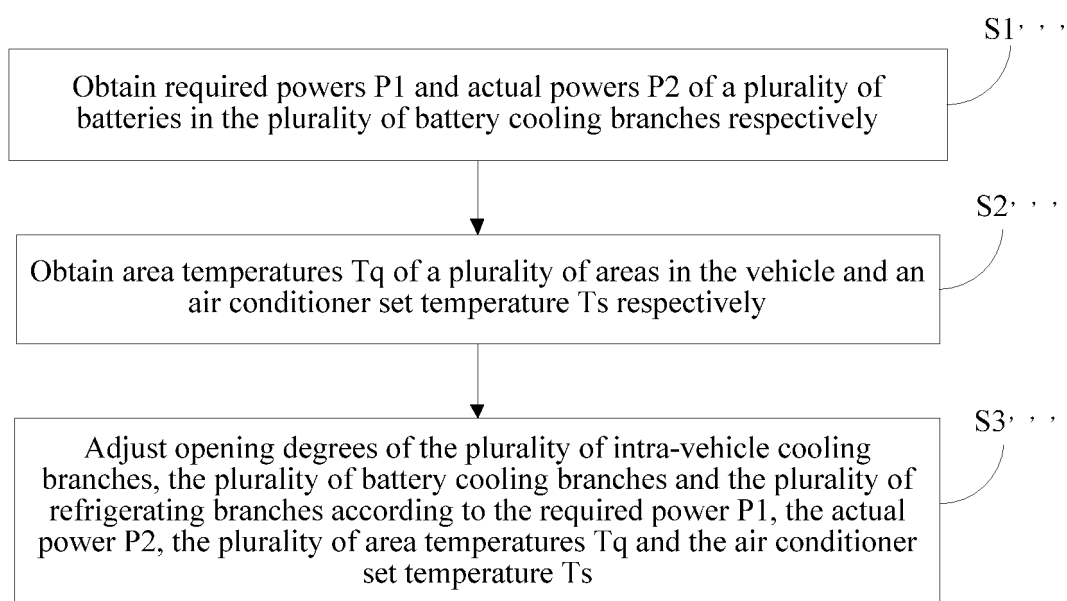 S1’ ’ ’
Obtain required powers P1 and actual powers P2 of a plurality of
batteries in the plurality of battery cooling branches respectively
S2’ ’ ’
Obtain area temperatures Tq of a plurality of areas in the vehicle and an
air conditioner set temperature Ts respectively
S3’ ’ ’
Adjust opening degrees of the plurality of intra-vehicle cooling
branches, the plurality of battery cooling branches and the plurality of
refrigerating branches according to the required power P1, the actual
power P2, the plurality of area temperatures Tq and the air conditioner
set temperature Ts